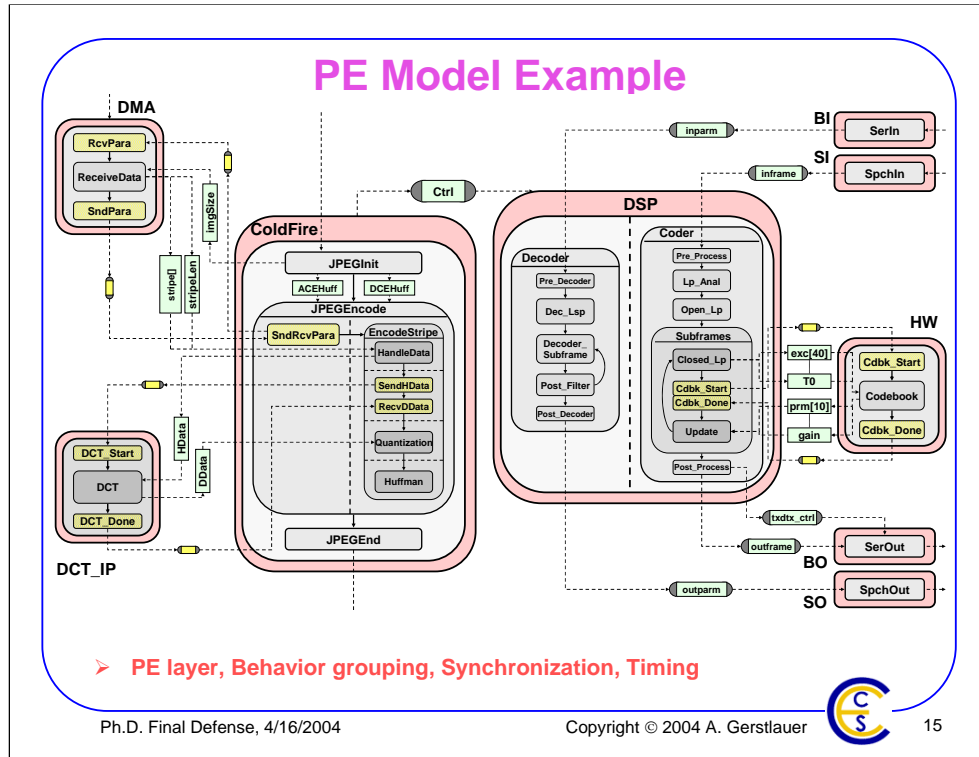 PE Model Example
DMA
RcvPara
ReceiveData
SndPara
imgSize
stripe[]
stripeLen
ColdFire
JPEGInit
ACEHuff
DCEHuff
JPEGEncode
SndRcvPara
EncodeStripe
HandleData
SendHData
RecvDData
Quantization
Huffman
JPEGEnd
HData
DData
DCT_Start
DCT
DCT_Done
DCT_IP
Ctrl
DSP
Decoder
Pre_Decoder
Dec_Lsp
Decoder_
Subframe
Post_Filter
Post_Decoder
Coder
Pre_Process
Lp_Anal
Open_Lp
Subframes
Closed_Lp
Cdbk_Start
Cdbk_Done
Update
Post_Process
inparm
BI
SerIn
inframe
SI
SpchIn
HW
exc[40]
T0
prm[10]
gain
Cdbk_Start
Codebook
Cdbk_Done
txdtx_ctrl
outframe
SerOut
BO
outparm
SpchOut
SO
➢ PE layer, Behavior grouping, Synchronization, Timing
Ph.D. Final Defense, 4/16/2004
Copyright © 2004 A. Gerstlauer
C E C S
15